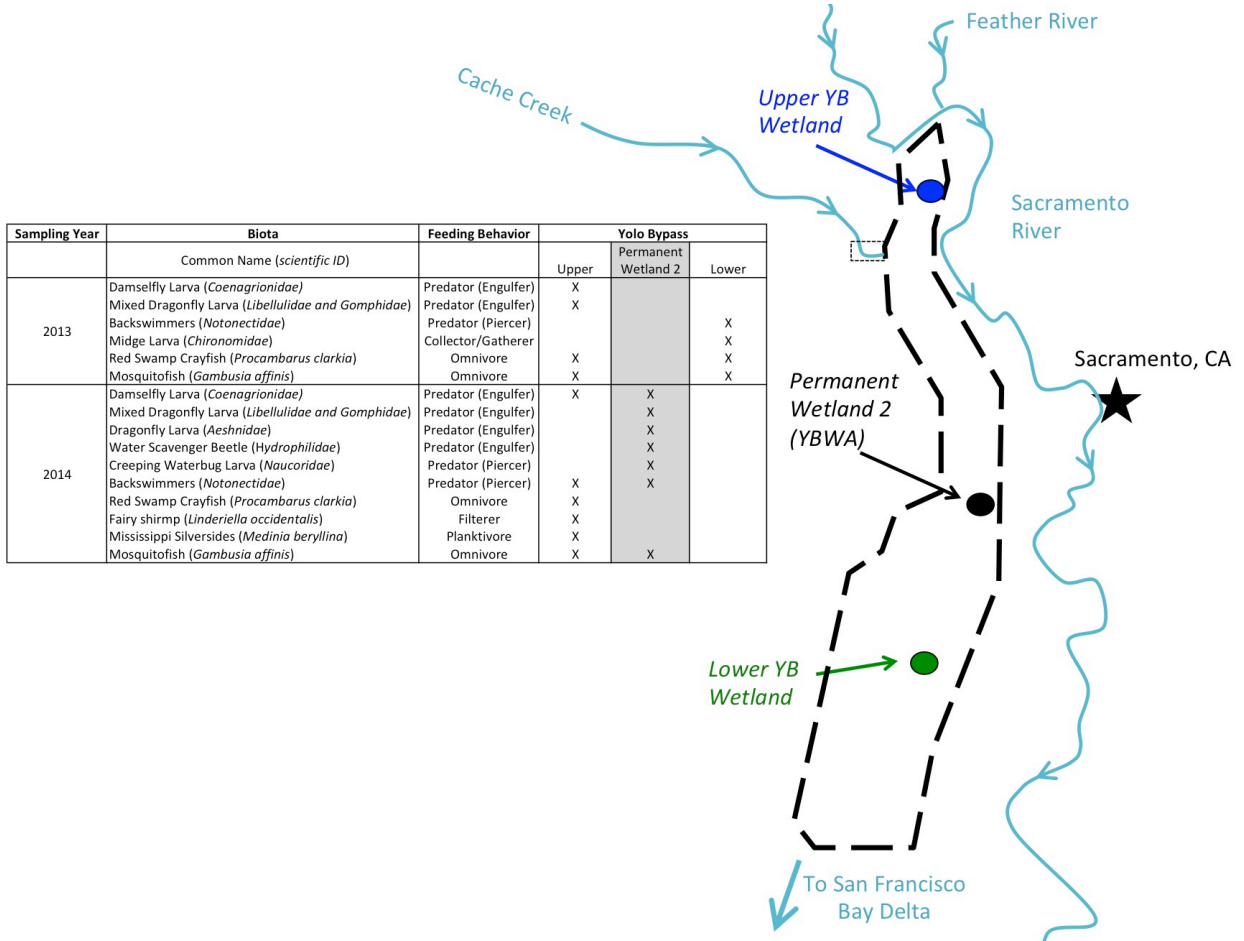 Feather River
Cache Creek
Upper YB
Wetland
Sacramento
River
Sampling Year Biota Feeding Behavior Yolo Bypass
Common Name (scientific ID) Upper Permanent Wetland 2 Lower
2013
Damselfly Larva (Coenagrionidae) Predator (Engulfer) X
Mixed Dragonfly Larva (Libellulidae and Gomphidae) Predator (Engulfer) X
Backswimmers (Notonectidae) Predator (Piercer) X
Midge Larva (Chironomidae) Collector/Gatherer X
Red Swamp Crayfish (Procambarus clarkia) Omnivore X X
Mosquitofish (Gambusia affinis) Omnivore X X
2014
Damselfly Larva (Coenagrionidae) Predator (Engulfer) X X
Mixed Dragonfly Larva (Libellulidae and Gomphidae) Predator (Engulfer) X
Dragonfly Larva (Aeshnidae) Predator (Engulfer) X
Water Scavenger Beetle (Hydrophilidae) Predator (Engulfer) X
Creeping Waterbug Larva (Naucoridae) Predator (Piercer) X
Backswimmers (Notonectidae) Predator (Piercer) X X
Red Swamp Crayfish (Procambarus clarkia) Omnivore X
Fairy shirmp (Linderiella occidentalis) Filterer X
Mississippi Silversides (Medinia beryllina) Planktivore X
Mosquitofish (Gambusia affinis) Omnivore X X
Sacramento, CA
Permanent
Wetland 2
(YBWA)
Lower YB
Wetland
To San Francisco
Bay Delta